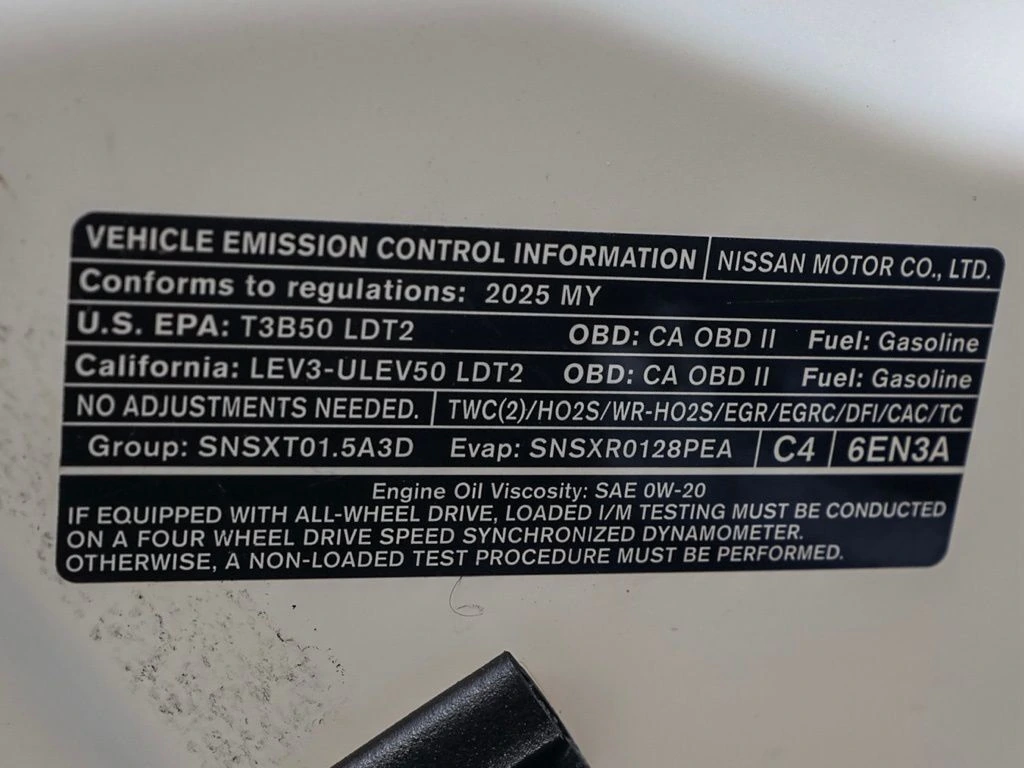 VEHICLE EMISSION CONTROL INFORMATION NISSAN MOTOR CO., LTD.
Conforms to regulations: 2025 MY
U.S. EPA: T3B50 LDT2 OBD: CA OBD II Fuel: Gasoline
California: LEV3-ULEV50 LDT2 OBD: CA OBD II Fuel: Gasoline
NO ADJUSTMENTS NEEDED. TWC(2)/HO2S/WR-HO2S/EGR/EGRC/DFI/CAC/TC
Group: SNSXT01.5A3D Evap: SNSXR0128PEA C4 6EN3A
Engine Oil Viscosity: SAE 0W-20
IF EQUIPPED WITH ALL-WHEEL DRIVE, LOADED I/M TESTING MUST BE CONDUCTED
ON A FOUR WHEEL DRIVE SPEED SYNCHRONIZED DYNAMOMETER.
OTHERWISE, A NON-LOADED TEST PROCEDURE MUST BE PERFORMED.